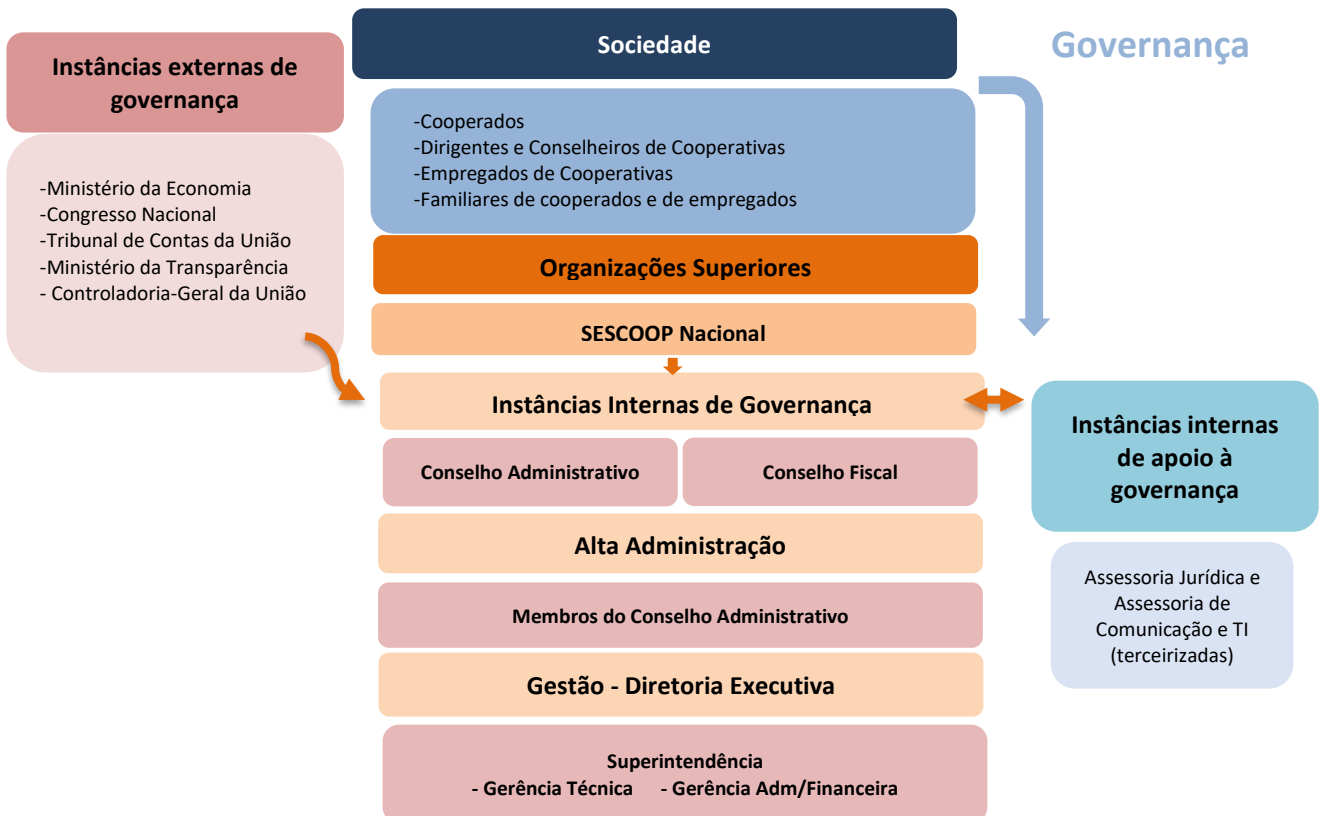 Governança
Sociedade
-Cooperados
-Dirigentes e Conselheiros de Cooperativas
-Empregados de Cooperativas
-Familiares de cooperados e de empregados
Instâncias externas de
governança
-Ministério da Economia
-Congresso Nacional
-Tribunal de Contas da União
-Ministério da Transparência
- Controladoria-Geral da União
Organizações Superiores
SESCOOP Nacional
Instâncias Internas de Governança
Conselho Administrativo
Conselho Fiscal
Alta Administração
Membros do Conselho Administrativo
Gestão - Diretoria Executiva
Superintendência
- Gerência Técnica - Gerência Adm/Financeira
Instâncias internas
de apoio à
governança
Assessoria Jurídica e
Assessoria de
Comunicação e TI
(terceirizadas)